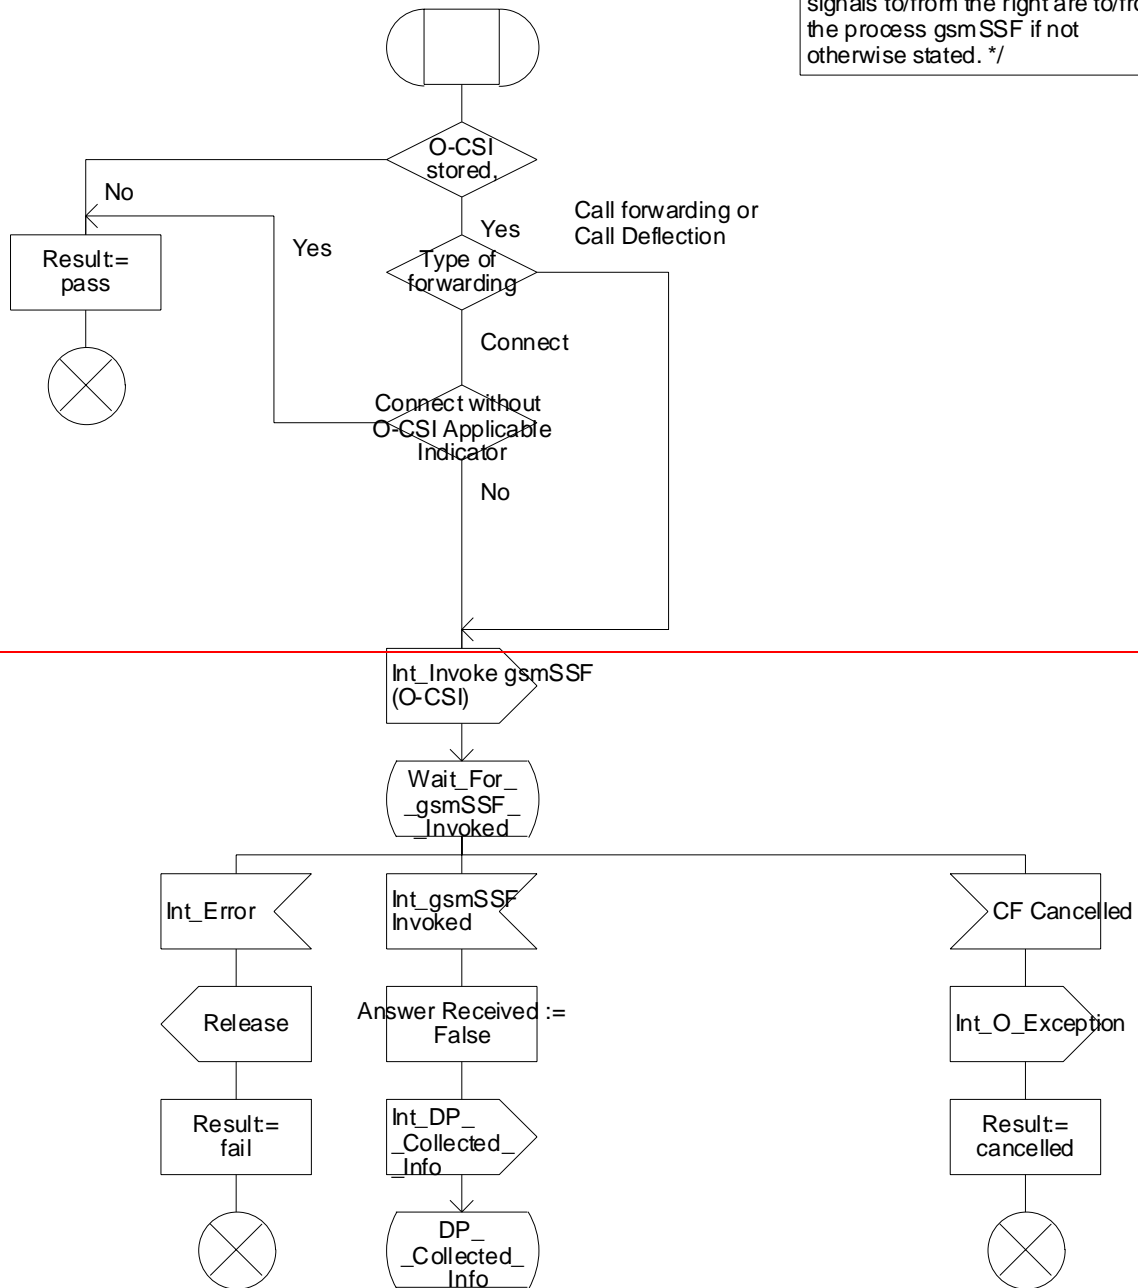 signals to/from the right are to/fro
the process gsmSSF if not
otherwise stated. */
O-CSI
stored,
No
Yes
Call forwarding or
Call Deflection
Yes
Result:=
pass
Type of
forwarding
Connect
Connect without
O-CSI Applicable
Indicator
No
Int_Invoke gsmSSF
(O-CSI)
Wait_For_
_gsmSSF_
_Invoked
Int_Error
Int_gsmSSF
Invoked
CF Cancelled
Release
Answer Received :=
False
Int_O_Exception
Result:=
fail
Int_DP_
_Collected_
_Info
Result:=
cancelled
DP_
_Collected_
Info